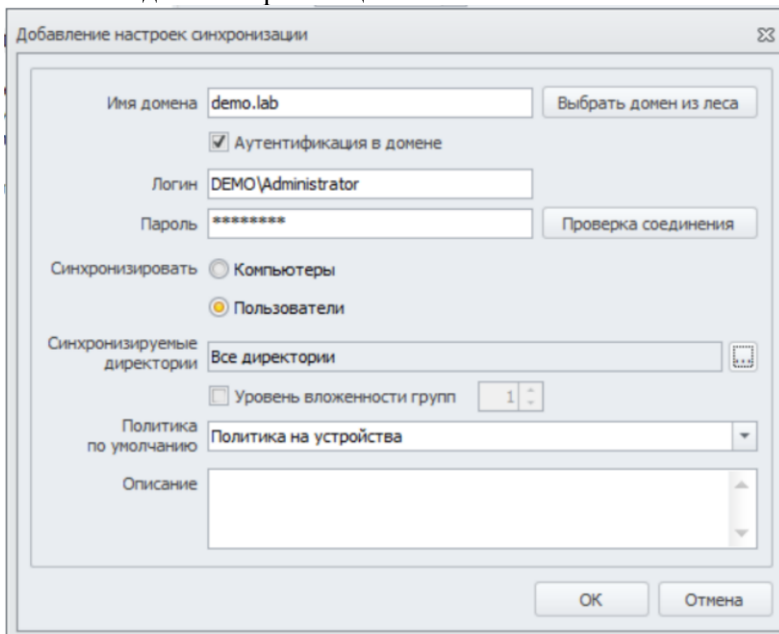 Добавление настроек синхронизации
Имя домена demo.lab Выбрать домен из леса
Аутентификация в домене
Логин DEMO\Administrator
Пароль ******** Проверка соединения
Синхронизировать Компьютеры
Пользователи
Синхронизируемые
директории Все директории ...
Уровень вложенности групп 1
Политика
по умолчанию Политика на устройства
Описание
OK Отмена